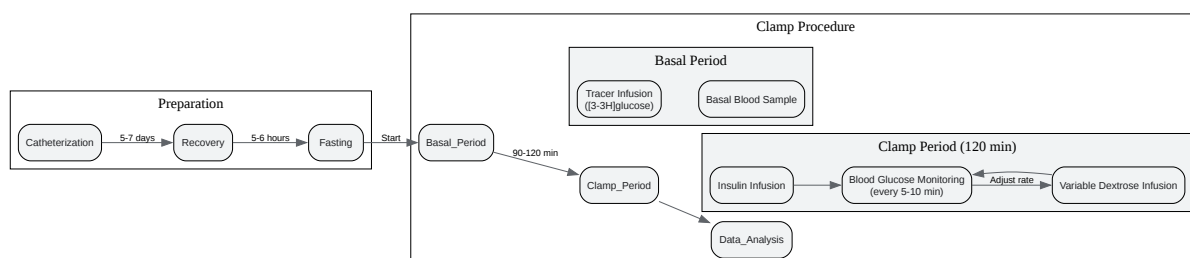 Clamp Procedure
Basal Period
Tracer Infusion
([3-3H]glucose)
Basal Blood Sample
Preparation
Catheterization
5-7 days
Recovery
5-6 hours
Fasting
Start
Basal_Period
90-120 min
Clamp_Period
Data_Analysis
Clamp Period (120 min)
Insulin Infusion
Blood Glucose Monitoring
(every 5-10 min)
Adjust rate
Variable Dextrose Infusion